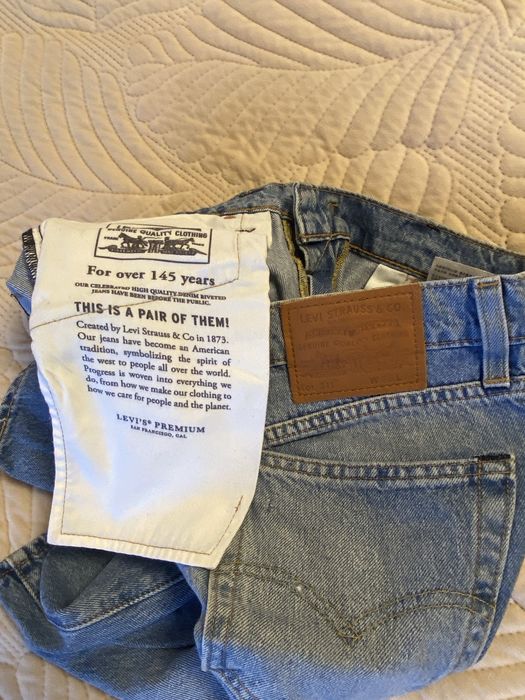 GENUINE QUALITY CLOTHING
For over 145 years
OUR CELEBRATED HIGH QUALITY DENIM RIVETED
JEANS HAVE BEEN BEFORE THE PUBLIC.
THIS IS A PAIR OF THEM!
Created by Levi Strauss & Co in 1873.
Our jeans have become an American
tradition, symbolizing the spirit of
the west to people all over the world.
Progress is woven into everything we
do, from how we make our clothing to
how we care for people and the planet.
LEVI'S® PREMIUM
SAN FRANCISCO, CAL
LEVI STRAUSS & CO.